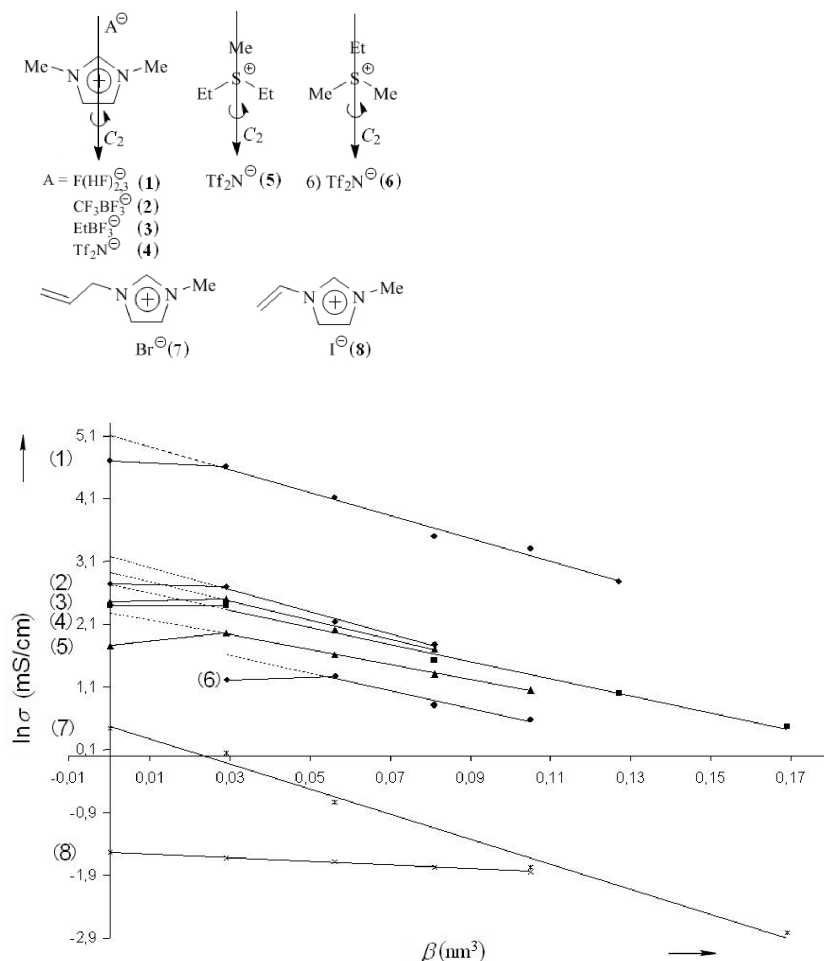 A⊖ Me Et
Me N N Me S⊕ S⊕
+ Et Et Me Me
C2 C2 C2
A = F(HF)2,3⊖ (1) Tf2N⊖ (5) 6) Tf2N⊖ (6)
CF3BF3⊖ (2)
EtBF3⊖ (3)
Tf2N⊖ (4)
N + N Me N + N Me
Br⊖ (7) I⊖ (8)
ln σ (mS/cm)
5,1
(1)
4,1
3,1
(2)
(3)
(4) 2,1
(5)
(6)
1,1
(7)
0,1
-0,01 0,01 0,03 0,05 0,07 0,09 0,11 0,13 0,15 0,17
-0,9
(8)
-1,9
-2,9
β (nm3)